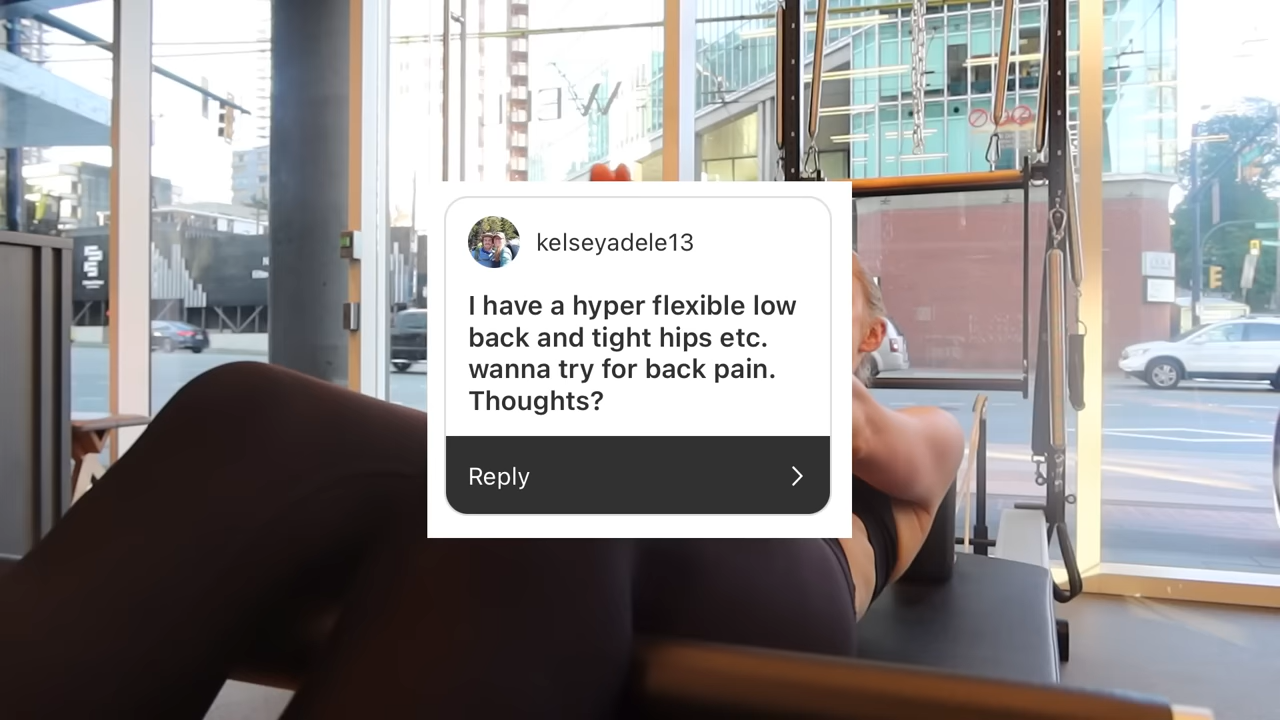 kelseyadele13
I have a hyper flexible low
back and tight hips etc.
wanna try for back pain.
Thoughts?
Reply